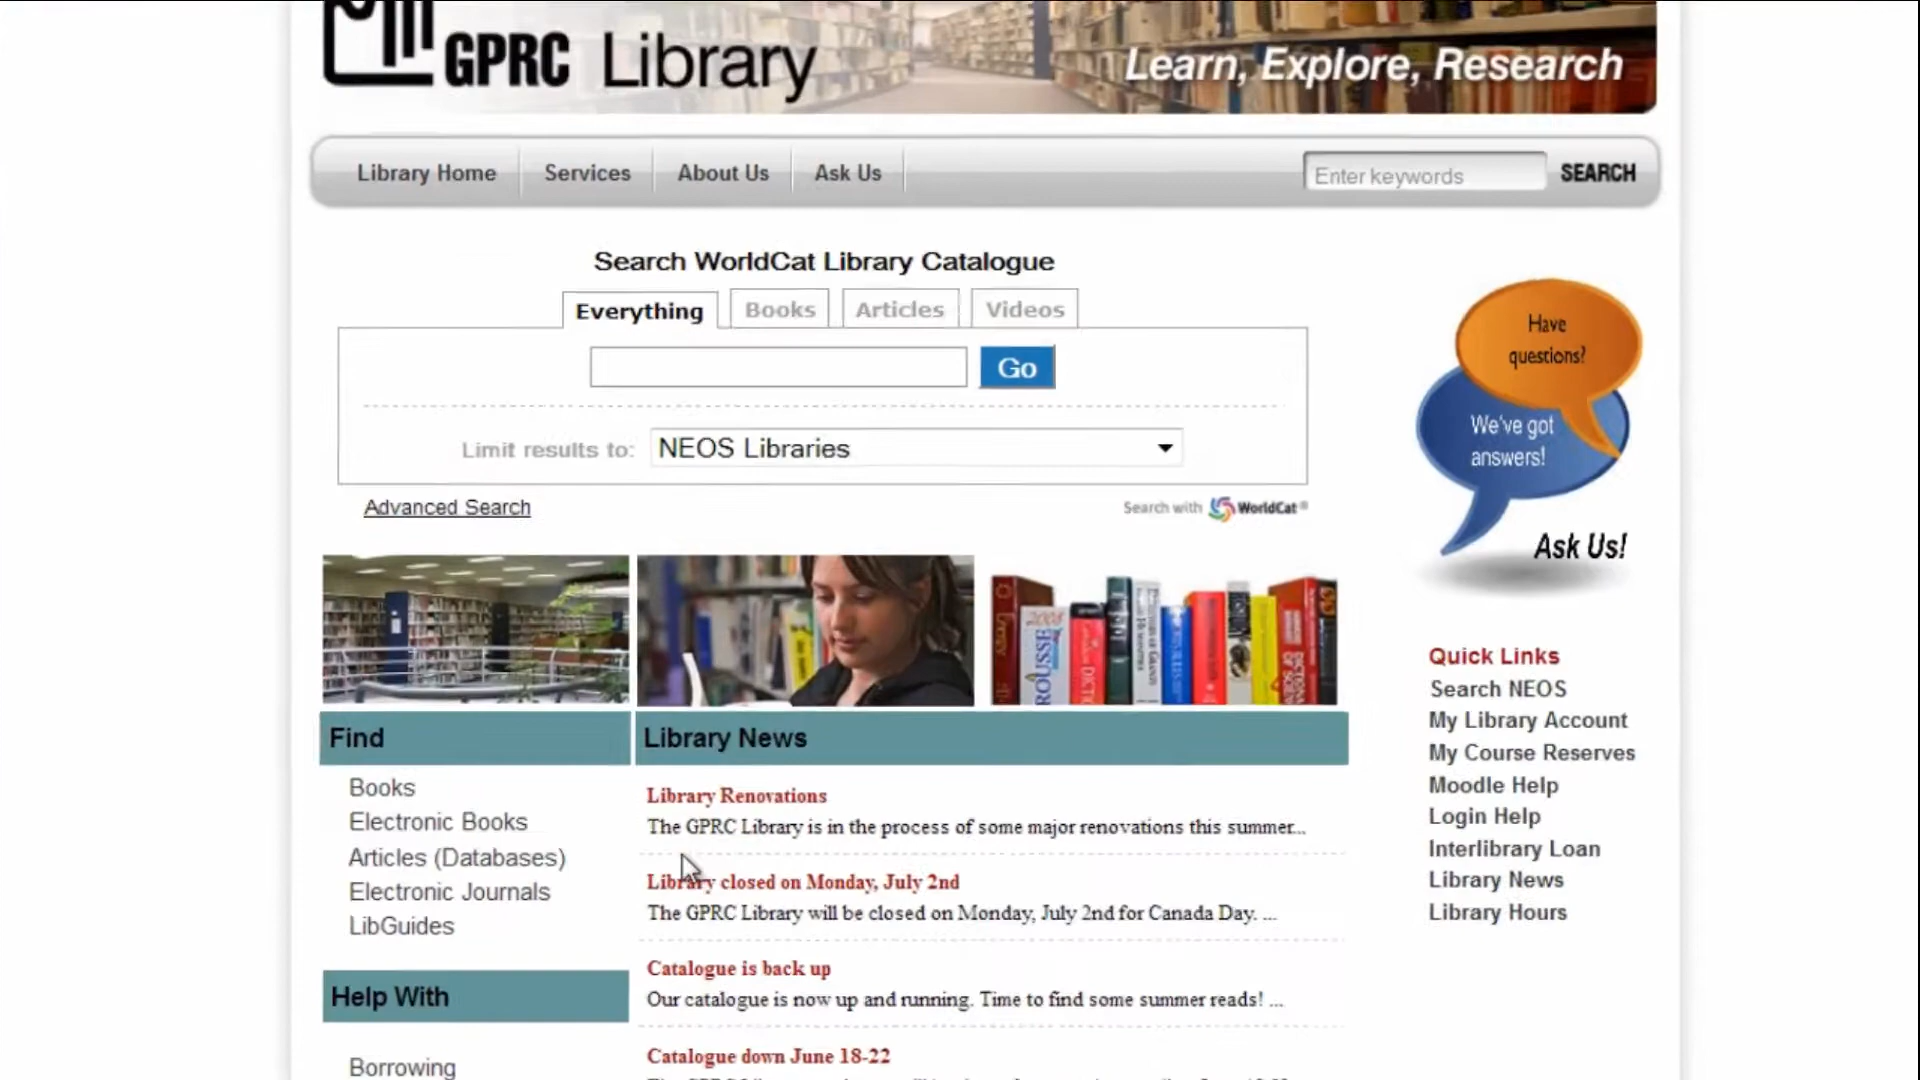 GPRC Library
Learn, Explore, Research
Library Home
Services
About Us
Ask Us
Enter keywords
SEARCH
Search WorldCat Library Catalogue
Everything
Books
Articles
Videos
Go
Limit results to:
NEOS Libraries
Advanced Search
Search with WorldCat®
Have
questions?
We've got
answers!
Ask Us!
Find
Books
Electronic Books
Articles (Databases)
Electronic Journals
LibGuides
Help With
Borrowing
Library News
Library Renovations
The GPRC Library is in the process of some major renovations this summer...
Library closed on Monday, July 2nd
The GPRC Library will be closed on Monday, July 2nd for Canada Day. ...
Catalogue is back up
Our catalogue is now up and running. Time to find some summer reads! ...
Catalogue down June 18-22
Quick Links
Search NEOS
My Library Account
My Course Reserves
Moodle Help
Login Help
Interlibrary Loan
Library News
Library Hours